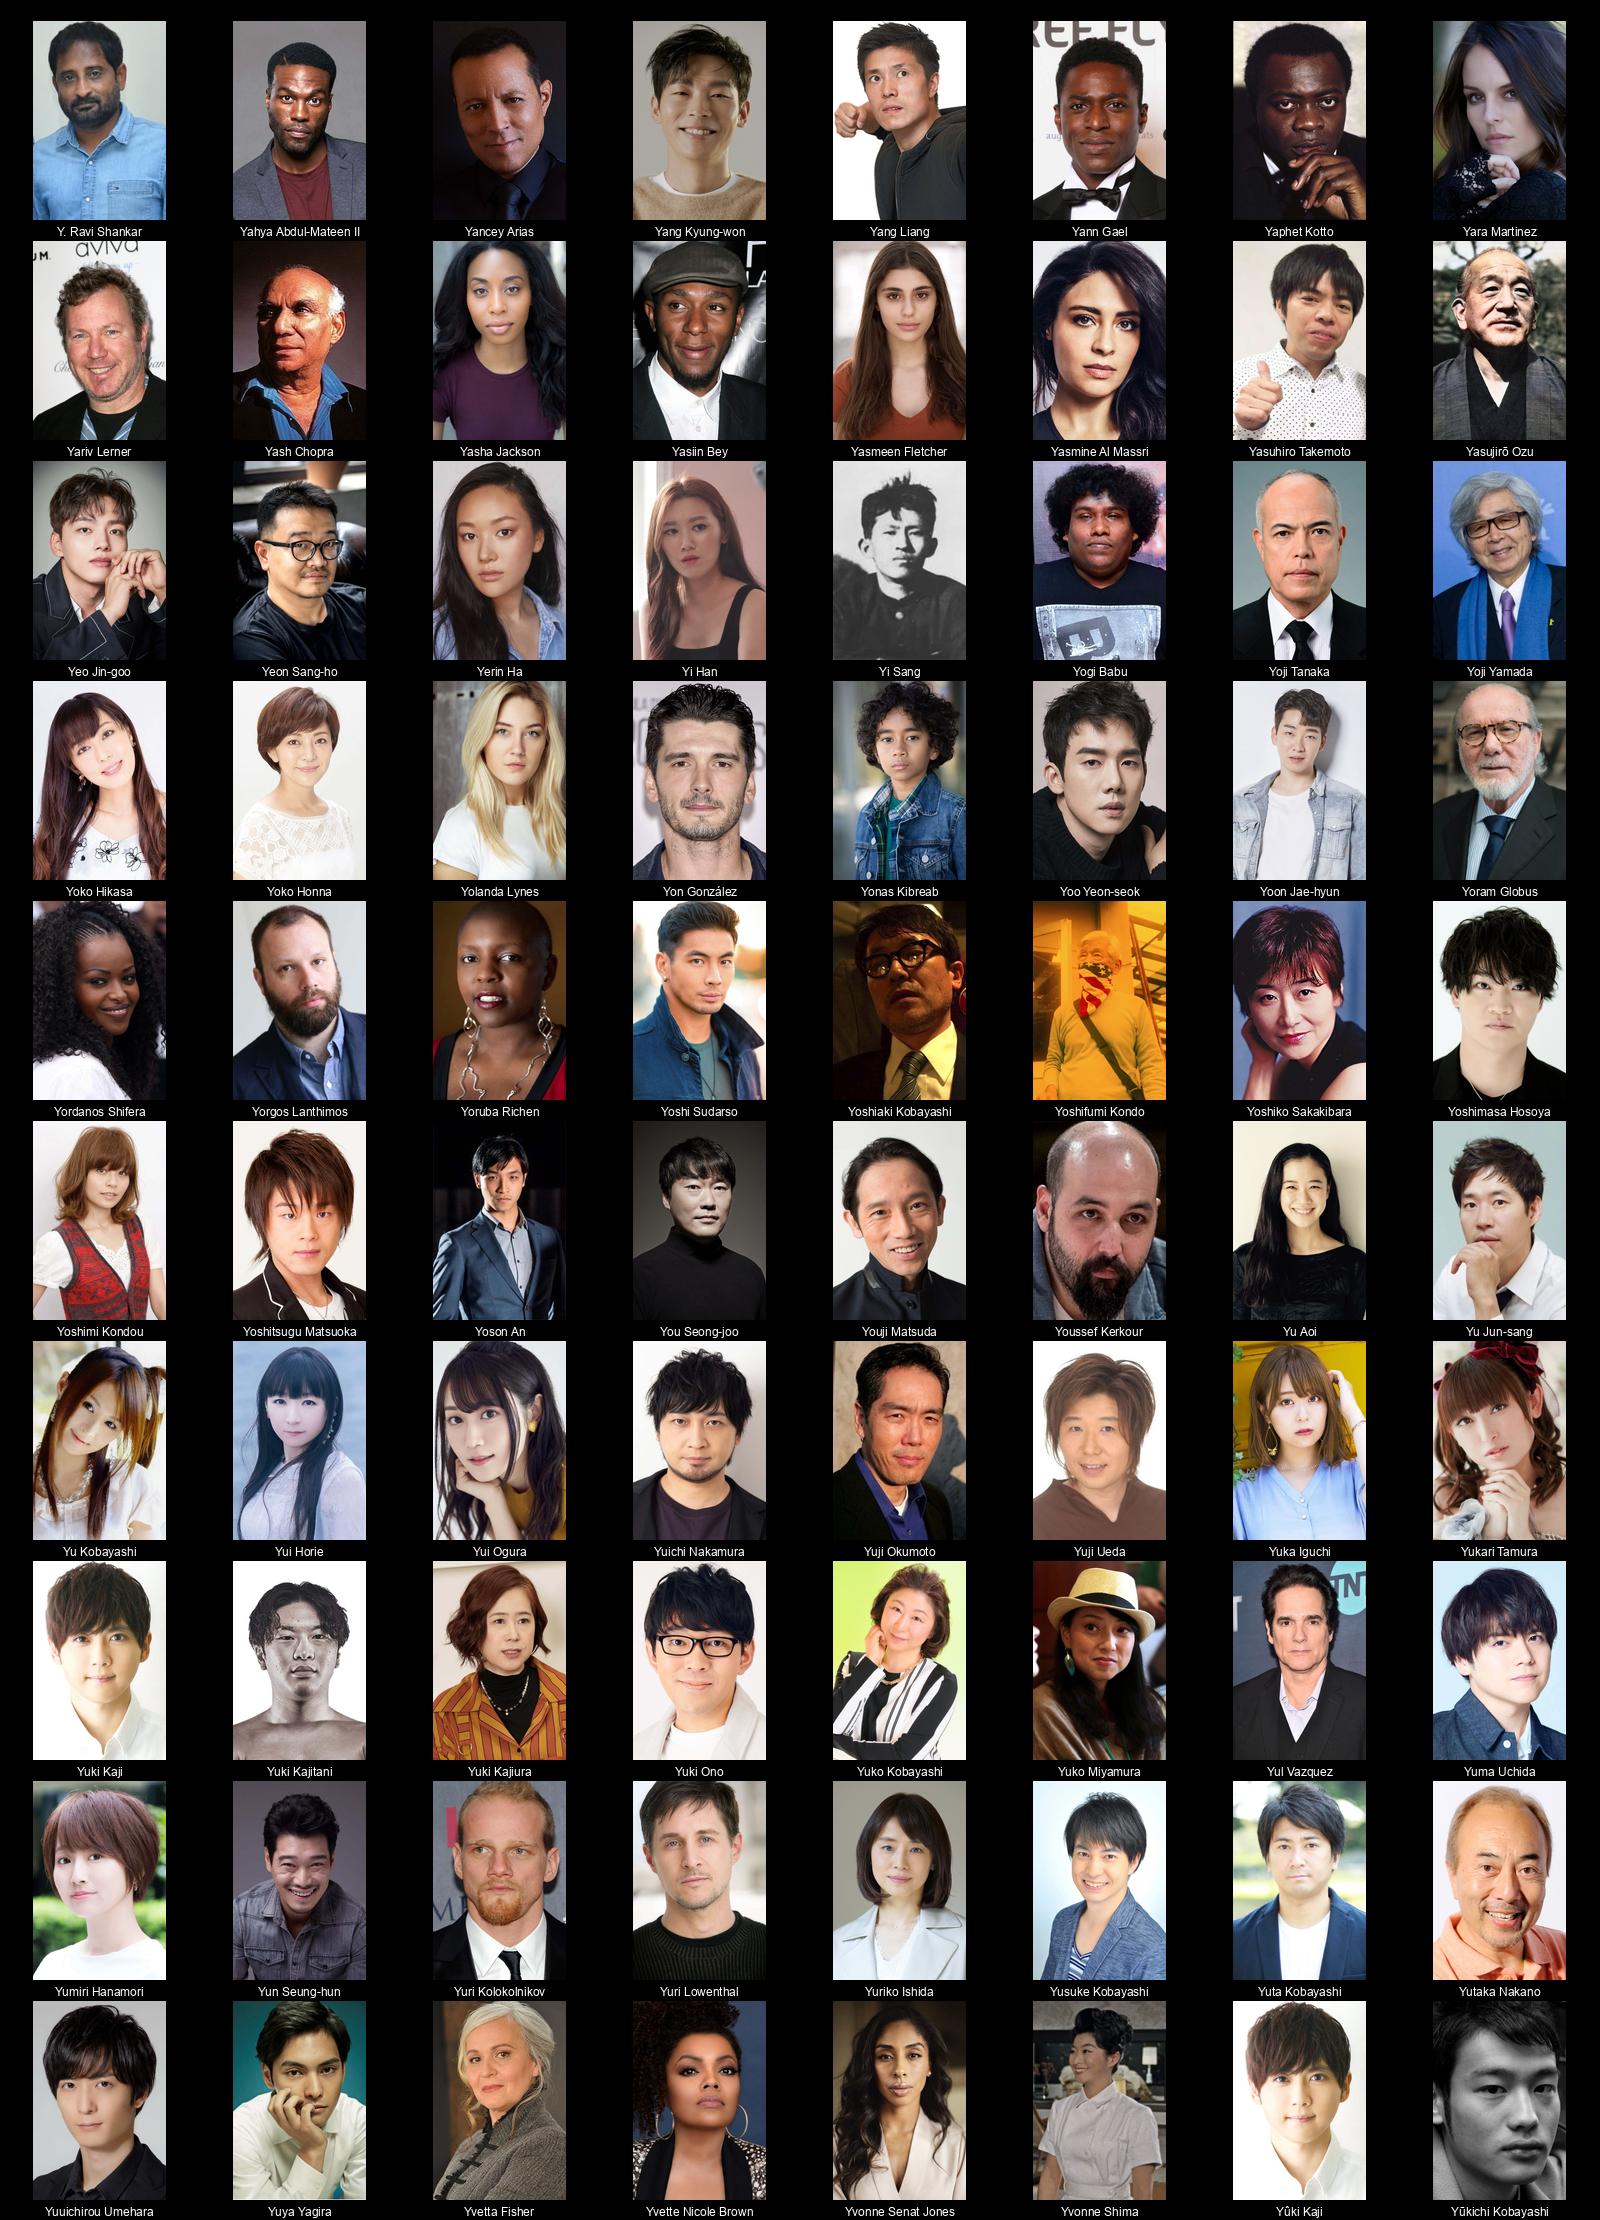 REE FLY
Y. Ravi Shankar
Yahya Abdul-Mateen II
Yancey Arias
Yang Kyung-won
Yang Liang
Yann Gael
Yaphet Kotto
Yara Martinez
aviva
Yariv Lerner
Yash Chopra
Yasha Jackson
Yasiin Bey
Yasmeen Fletcher
Yasmine Al Massri
Yasuhiro Takemoto
Yasujirō Ozu
Yeo Jin-goo
Yeon Sang-ho
Yerin Ha
Yi Han
Yi Sang
Yogi Babu
Yoji Tanaka
Yoji Yamada
Yoko Hikasa
Yoko Honna
Yolanda Lynes
Yon González
Yonas Kibreab
Yoo Yeon-seok
Yoon Jae-hyun
Yoram Globus
Yordanos Shifera
Yorgos Lanthimos
Yoruba Richen
Yoshi Sudarso
Yoshiaki Kobayashi
Yoshifumi Kondo
Yoshiko Sakakibara
Yoshimasa Hosoya
Yoshimi Kondou
Yoshitsugu Matsuoka
Yoson An
You Seong-joo
Youji Matsuda
Youssef Kerkour
Yu Aoi
Yu Jun-sang
Yu Kobayashi
Yui Horie
Yui Ogura
Yuichi Nakamura
Yuji Okumoto
Yuji Ueda
Yuka Iguchi
Yukari Tamura
TNT
Yuki Kaji
Yuki Kajitani
Yuki Kajiura
Yuki Ono
Yuko Kobayashi
Yuko Miyamura
Yul Vazquez
Yuma Uchida
Yumiri Hanamori
Yun Seung-hun
Yuri Kolokolnikov
Yuri Lowenthal
Yuriko Ishida
Yusuke Kobayashi
Yuta Kobayashi
Yutaka Nakano
Yuuichirou Umehara
Yuya Yagira
Yvetta Fisher
Yvette Nicole Brown
Yvonne Senat Jones
Yvonne Shima
Yûki Kaji
Yūkichi Kobayashi